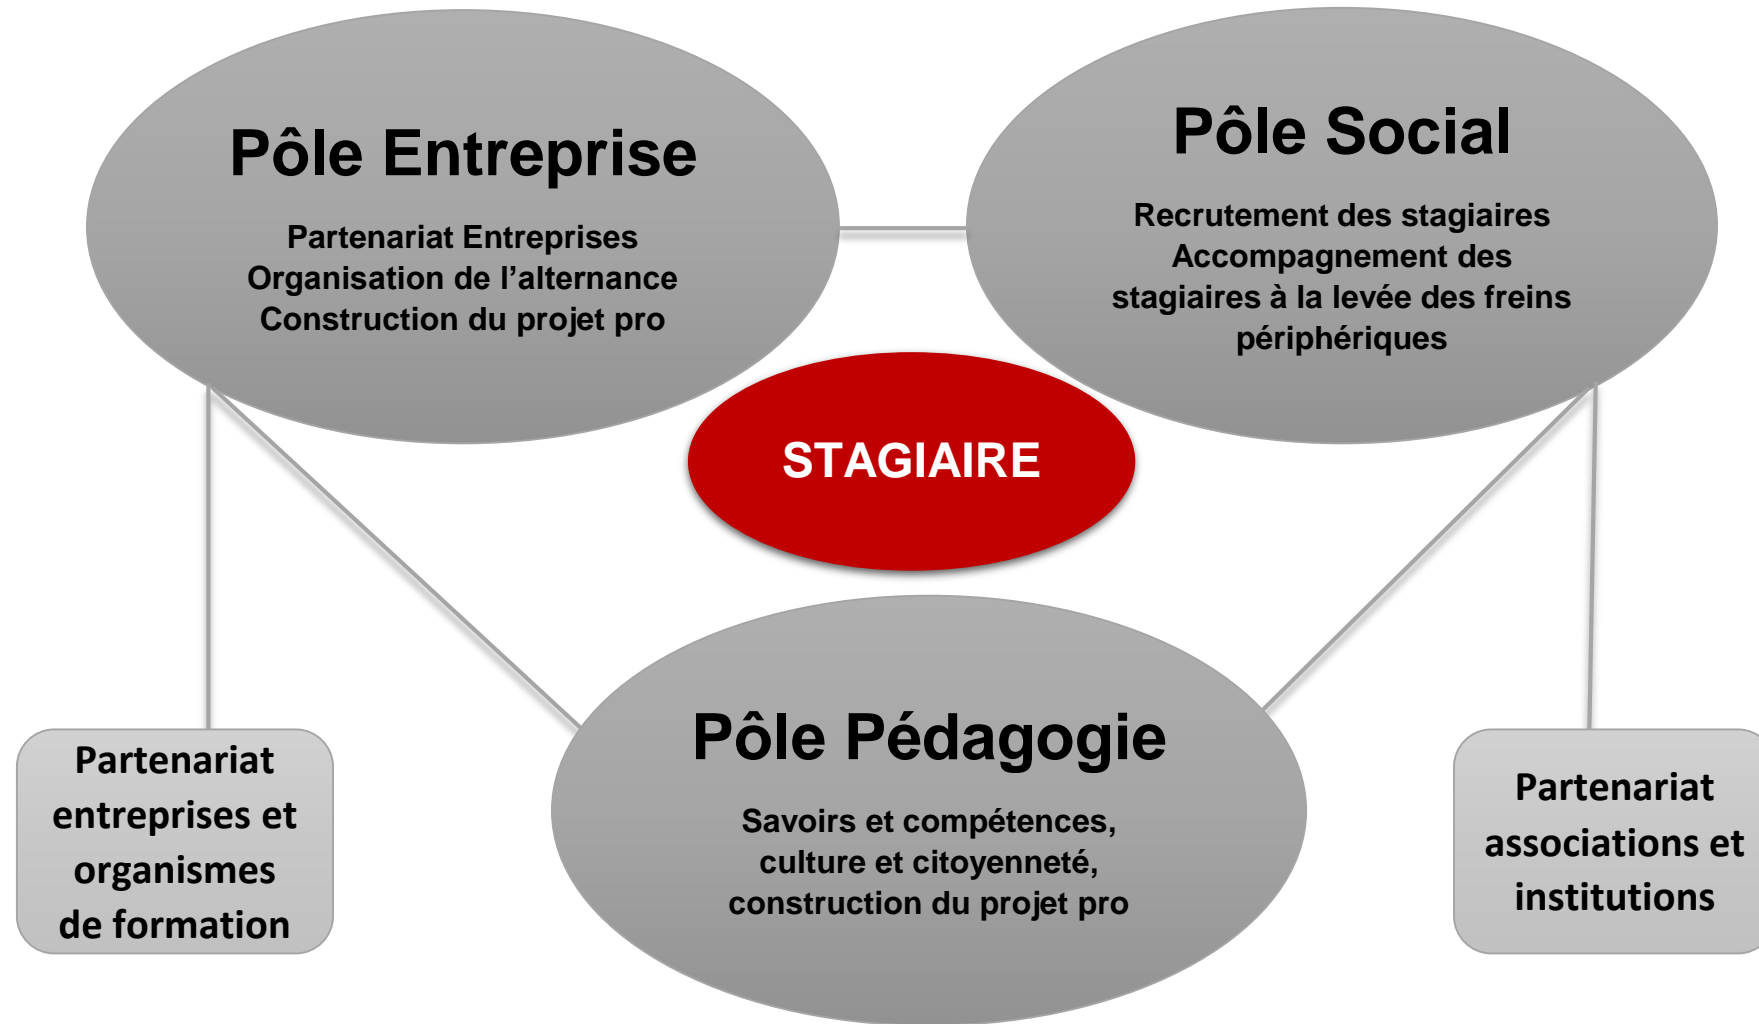 Pôle Entreprise
Partenariat Entreprises
Organisation de l’alternance
Construction du projet pro
Pôle Social
Recrutement des stagiaires
Accompagnement des
stagiaires à la levée des freins
périphériques
STAGIAIRE
Partenariat
entreprises et
organismes
de formation
Pôle Pédagogie
Savoirs et compétences,
culture et citoyenneté,
construction du projet pro
Partenariat
associations et
institutions